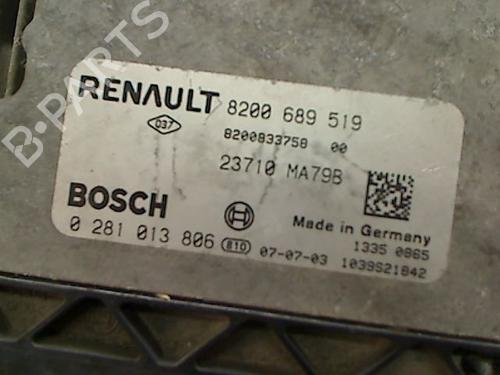 B-PARTS
RENAULT 8200 689 519
037 8200833758 00
23710 MA79B
BOSCH Made in Germany
0 281 013 806 810 07-07-03 1335 0865
1039S21842